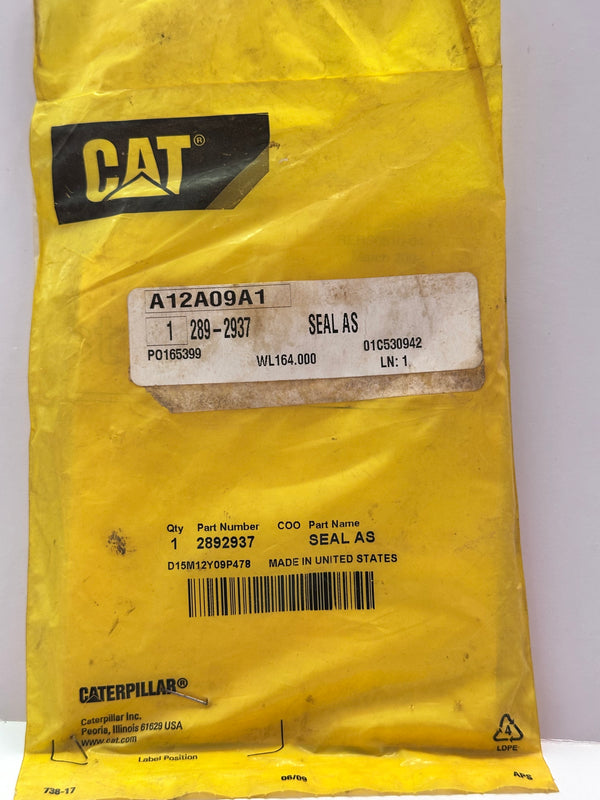 CAT®
A12A09A1
1 289-2937 SEAL AS
PO165399 WL164.000 01C530942
LN: 1
Qty Part Number COO Part Name
1 2892937 SEAL AS
D15M12Y09P478 MADE IN UNITED STATES
CATERPILLAR®
Caterpillar Inc.
Peoria, Illinois 61629 USA
www.cat.com
Label Position
4
LDPE
738-17 06/09 APS